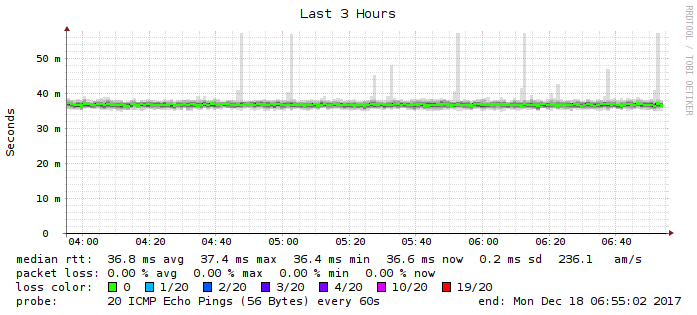 Last 3 Hours
RRDTOOL / TOBI OETIKER
Seconds
50 m
40 m
30 m
20 m
10 m
0
04:00 04:20 04:40 05:00 05:20 05:40 06:00 06:20 06:40
median rtt: 36.8 ms avg 37.4 ms max 36.4 ms min 36.6 ms now 0.2 ms sd 236.1 am/s
packet loss: 0.00 % avg 0.00 % max 0.00 % min 0.00 % now
loss color: 0 1/20 2/20 3/20 4/20 10/20 19/20
probe: 20 ICMP Echo Pings (56 Bytes) every 60s end: Mon Dec 18 06:55:02 2017